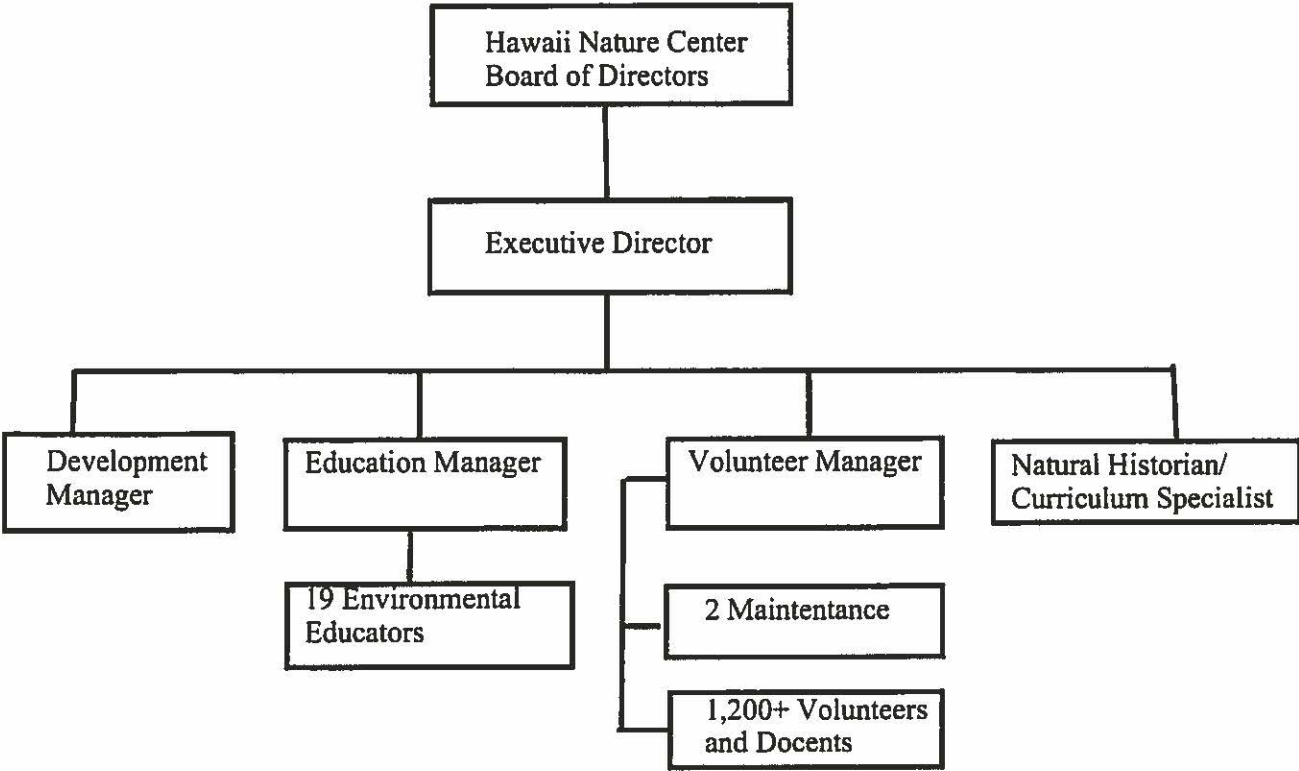 Hawaii Nature Center
Board of Directors
Executive Director
Development
Manager
Education Manager
Volunteer Manager
Natural Historian/
Curriculum Specialist
19 Environmental
Educators
2 Maintentance
1,200+ Volunteers
and Docents